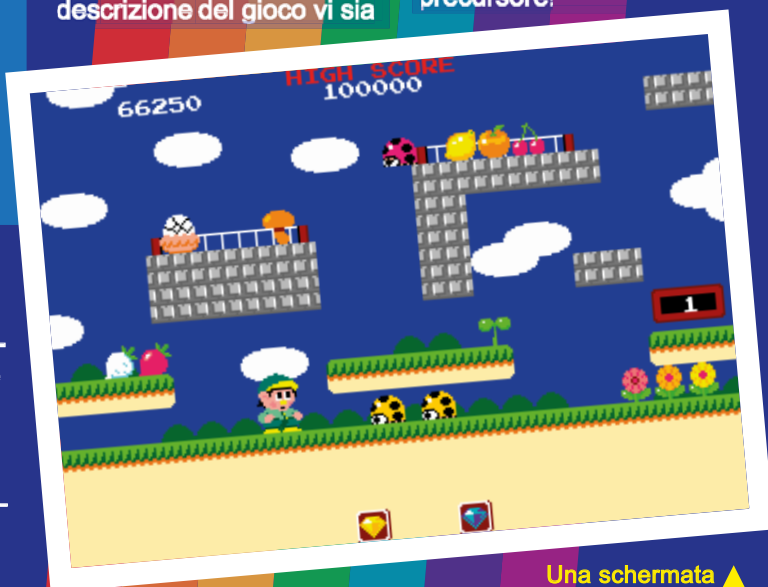 descrizione del gioco vi sia
precursore!
HIGH SCORE
66250
100000
1
Una schermata